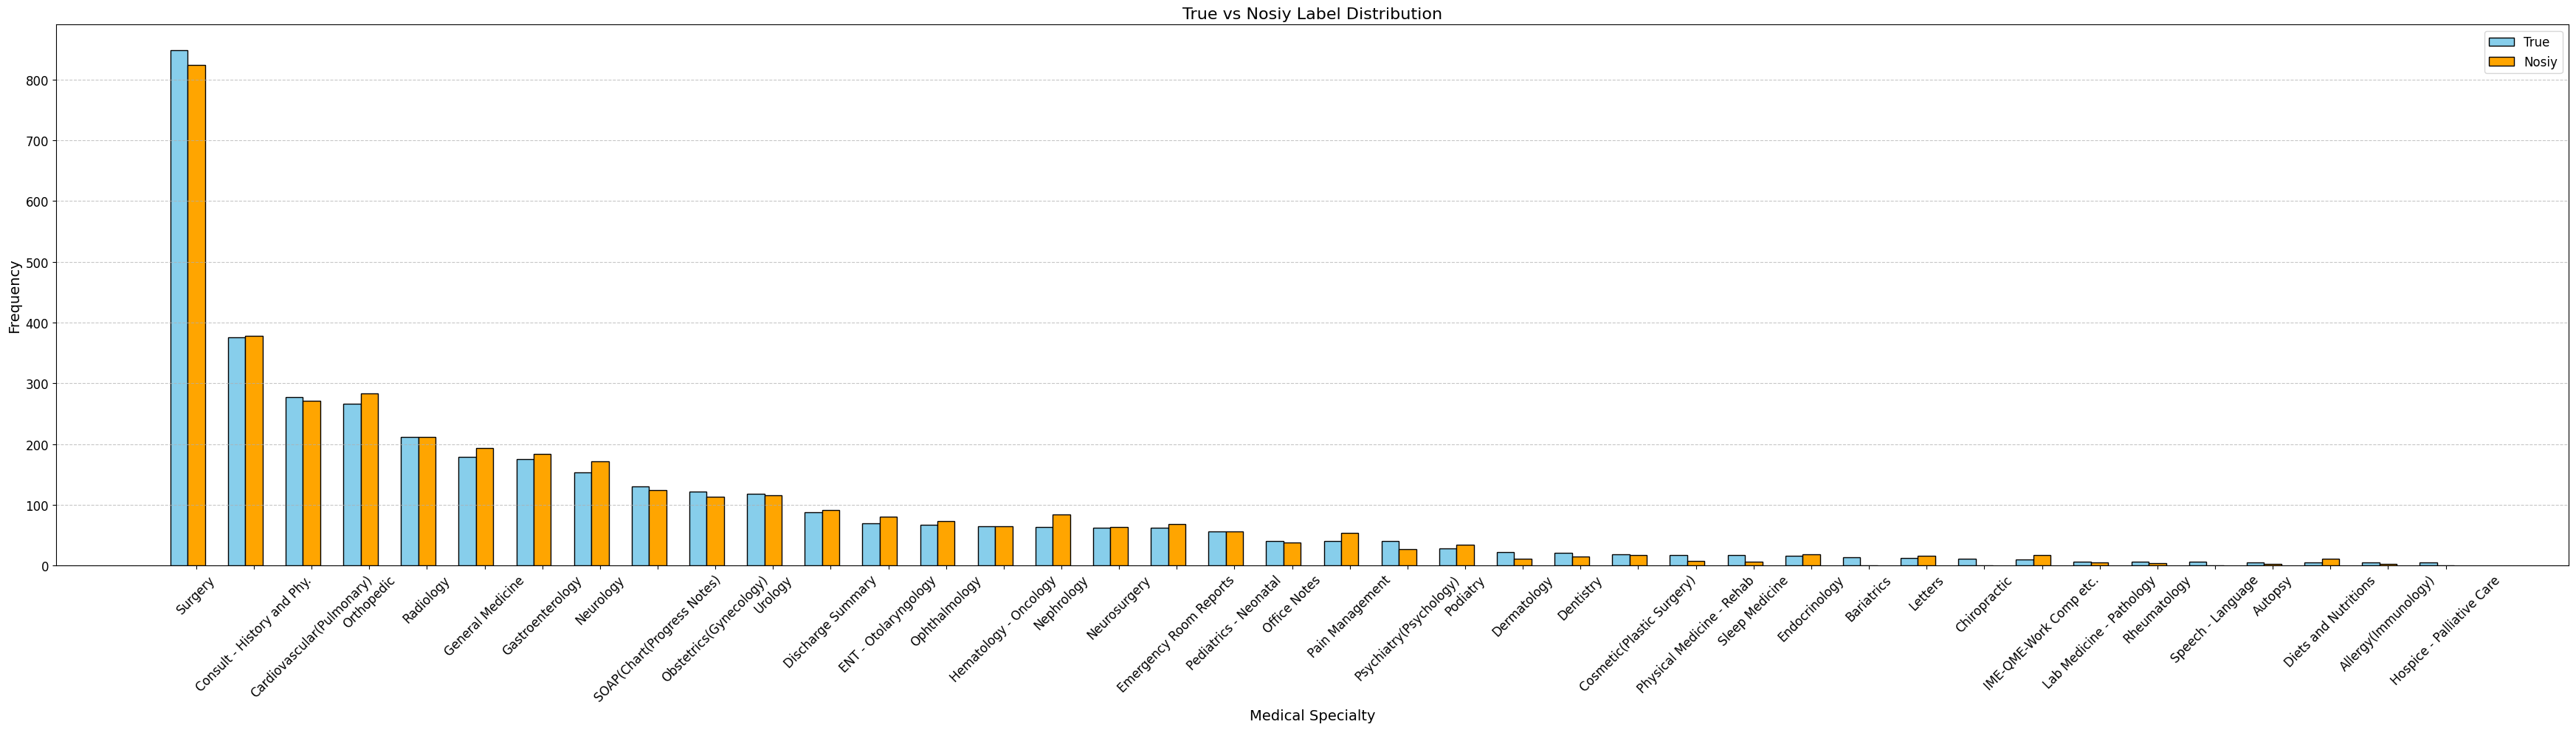 True vs Nosiy Label Distribution
True
Nosiy
Frequency
800
700
600
500
400
300
200
100
0
Surgery
Consult - History and Phy.
Cardiovascular(Pulmonary)
Orthopedic
Radiology
General Medicine
Gastroenterology
Neurology
SOAP(Chart(Progress Notes)
Obstetrics(Gynecology)
Urology
Discharge Summary
ENT - Otolaryngology
Ophthalmology
Hematology - Oncology
Nephrology
Neurosurgery
Emergency Room Reports
Pediatrics - Neonatal
Office Notes
Pain Management
Psychiatry(Psychology)
Podiatry
Dermatology
Dentistry
Cosmetic(Plastic Surgery)
Physical Medicine - Rehab
Sleep Medicine
Endocrinology
Bariatrics
Letters
Chiropractic
IME-QME-Work Comp etc.
Lab Medicine - Pathology
Rheumatology
Speech - Language
Autopsy
Diets and Nutritions
Allergy(Immunology)
Hospice - Palliative Care
Medical Specialty